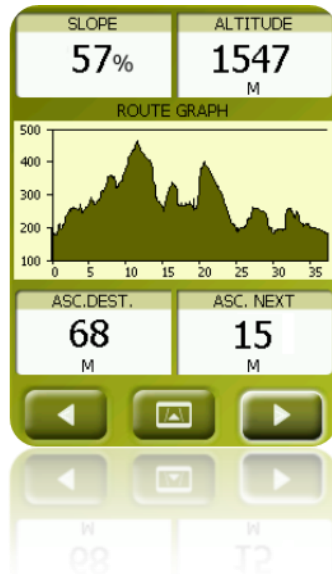 SLOPE ALTITUDE
57% 1547
M
ROUTE GRAPH
500
400
300
200
100
0 5 10 15 20 25 30 35
ASC.DEST. ASC. NEXT
68 15
M M